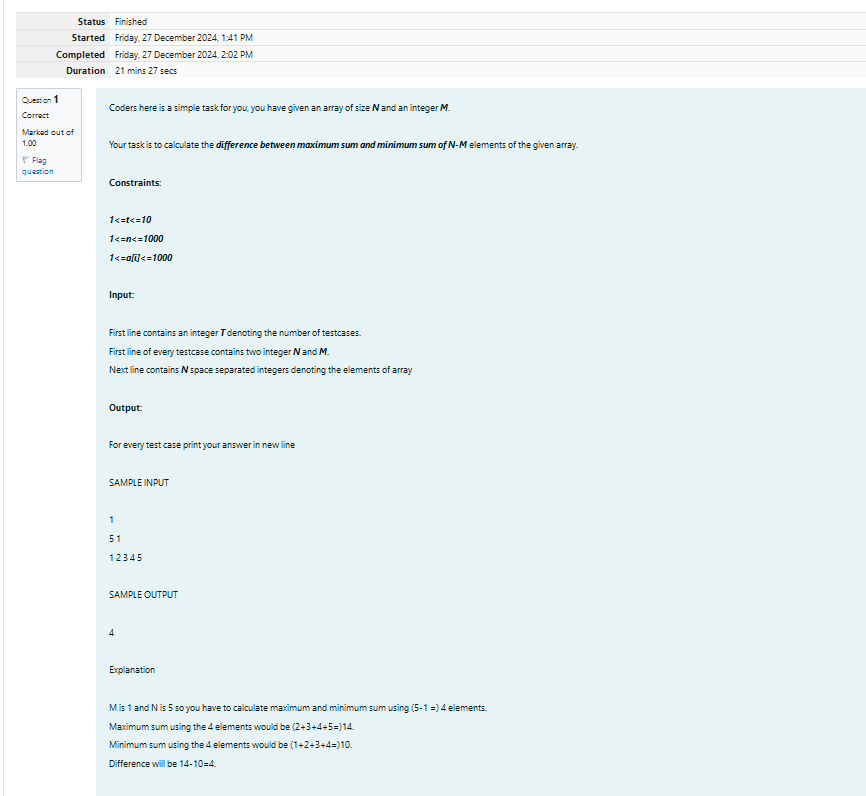 Status Finished
Started Friday, 27 December 2024, 1:41 PM
Completed Friday, 27 December 2024, 2:02 PM
Duration 21 mins 27 secs
Question 1
Correct
Marked out of
1.00
Flag
question
Coders here is a simple task for you, you have given an array of size N and an integer M.
Your task is to calculate the difference between maximum sum and minimum sum of N-M elements of the given array.
Constraints:
1<=t<=10
1<=n<=1000
1<=a[i]<=1000
Input:
First line contains an integer T denoting the number of testcases.
First line of every testcase contains two integer N and M.
Next line contains N space separated integers denoting the elements of array
Output:
For every test case print your answer in new line
SAMPLE INPUT
1
5 1
1 2 3 4 5
SAMPLE OUTPUT
4
Explanation
M is 1 and N is 5 so you have to calculate maximum and minimum sum using (5-1 =) 4 elements.
Maximum sum using the 4 elements would be (2+3+4+5=)14.
Minimum sum using the 4 elements would be (1+2+3+4=)10.
Difference will be 14-10=4.